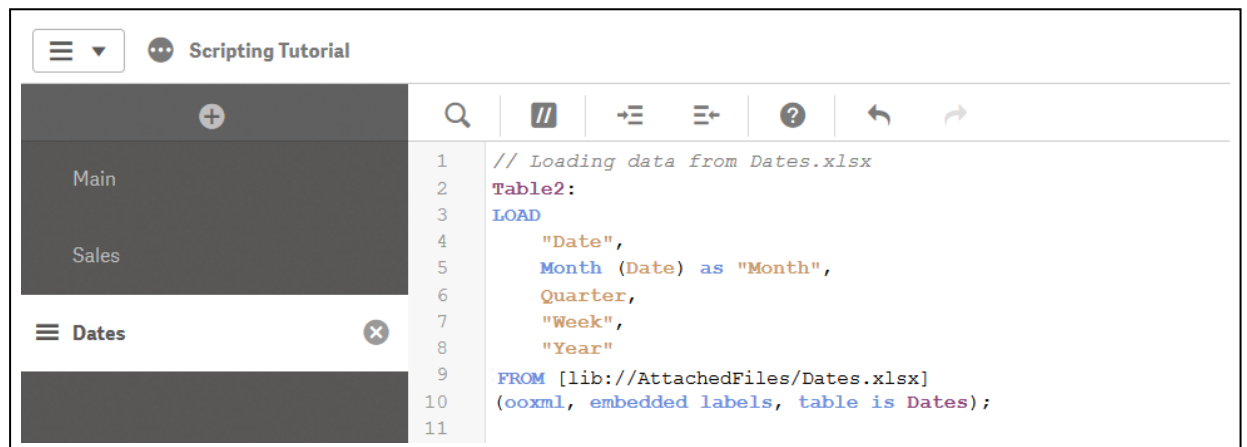 Scripting Tutorial
Main
Sales
Dates
1 // Loading data from Dates.xlsx
2 Table2:
3 LOAD
4 "Date",
5 Month (Date) as "Month",
6 Quarter,
7 "Week",
8 "Year"
9 FROM [lib://AttachedFiles/Dates.xlsx]
10 (ooxml, embedded labels, table is Dates);
11